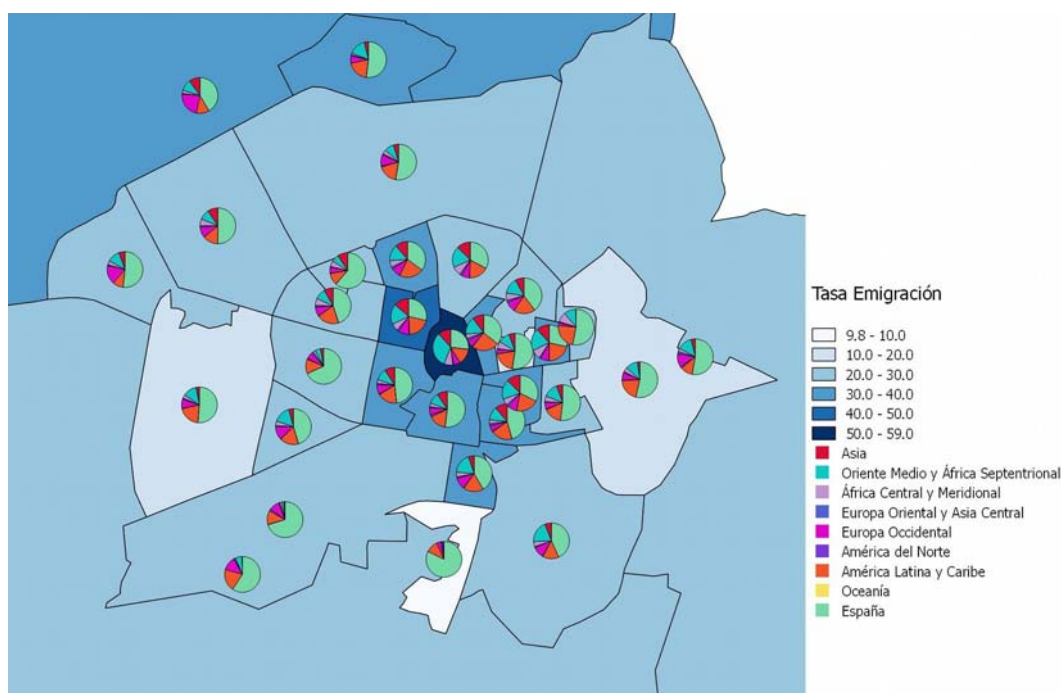 Tasa Emigración
9.8 - 10.0
10.0 - 20.0
20.0 - 30.0
30.0 - 40.0
40.0 - 50.0
50.0 - 59.0
Asia
Oriente Medio y África Septentrional
África Central y Meridional
Europa Oriental y Asia Central
Europa Occidental
América del Norte
América Latina y Caribe
Oceanía
España